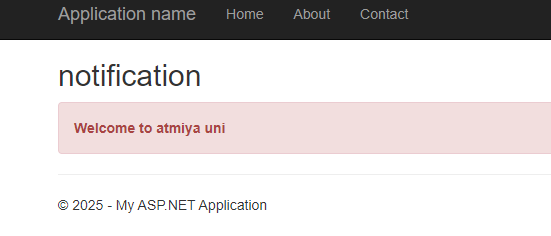 Application name Home About Contact
notification
Welcome to atmiya uni
© 2025 - My ASP.NET Application